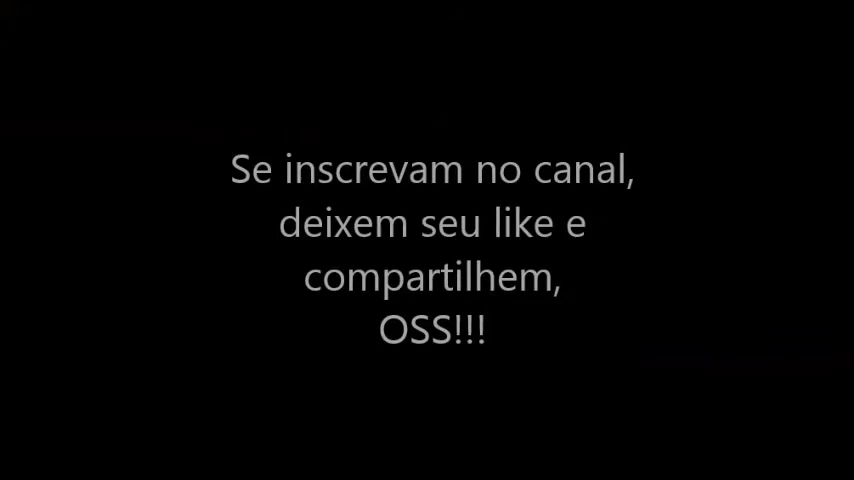 Se inscrevam no canal,
deixem seu like e
compartilhem,
OSS!!!